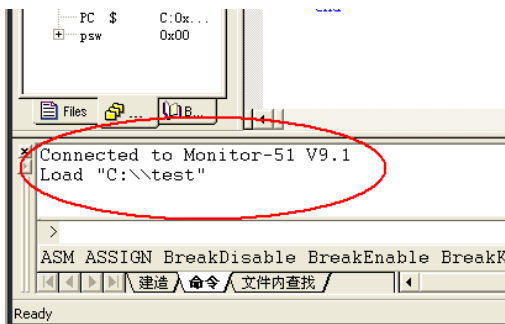 end
PC $ C:0x...
psw 0x00
Files ... B...
Connected to Monitor-51 V9.1
Load "C:\\test"
>
ASM ASSIGN BreakDisable BreakEnable BreakK
建造 命令 文件内查找
Ready